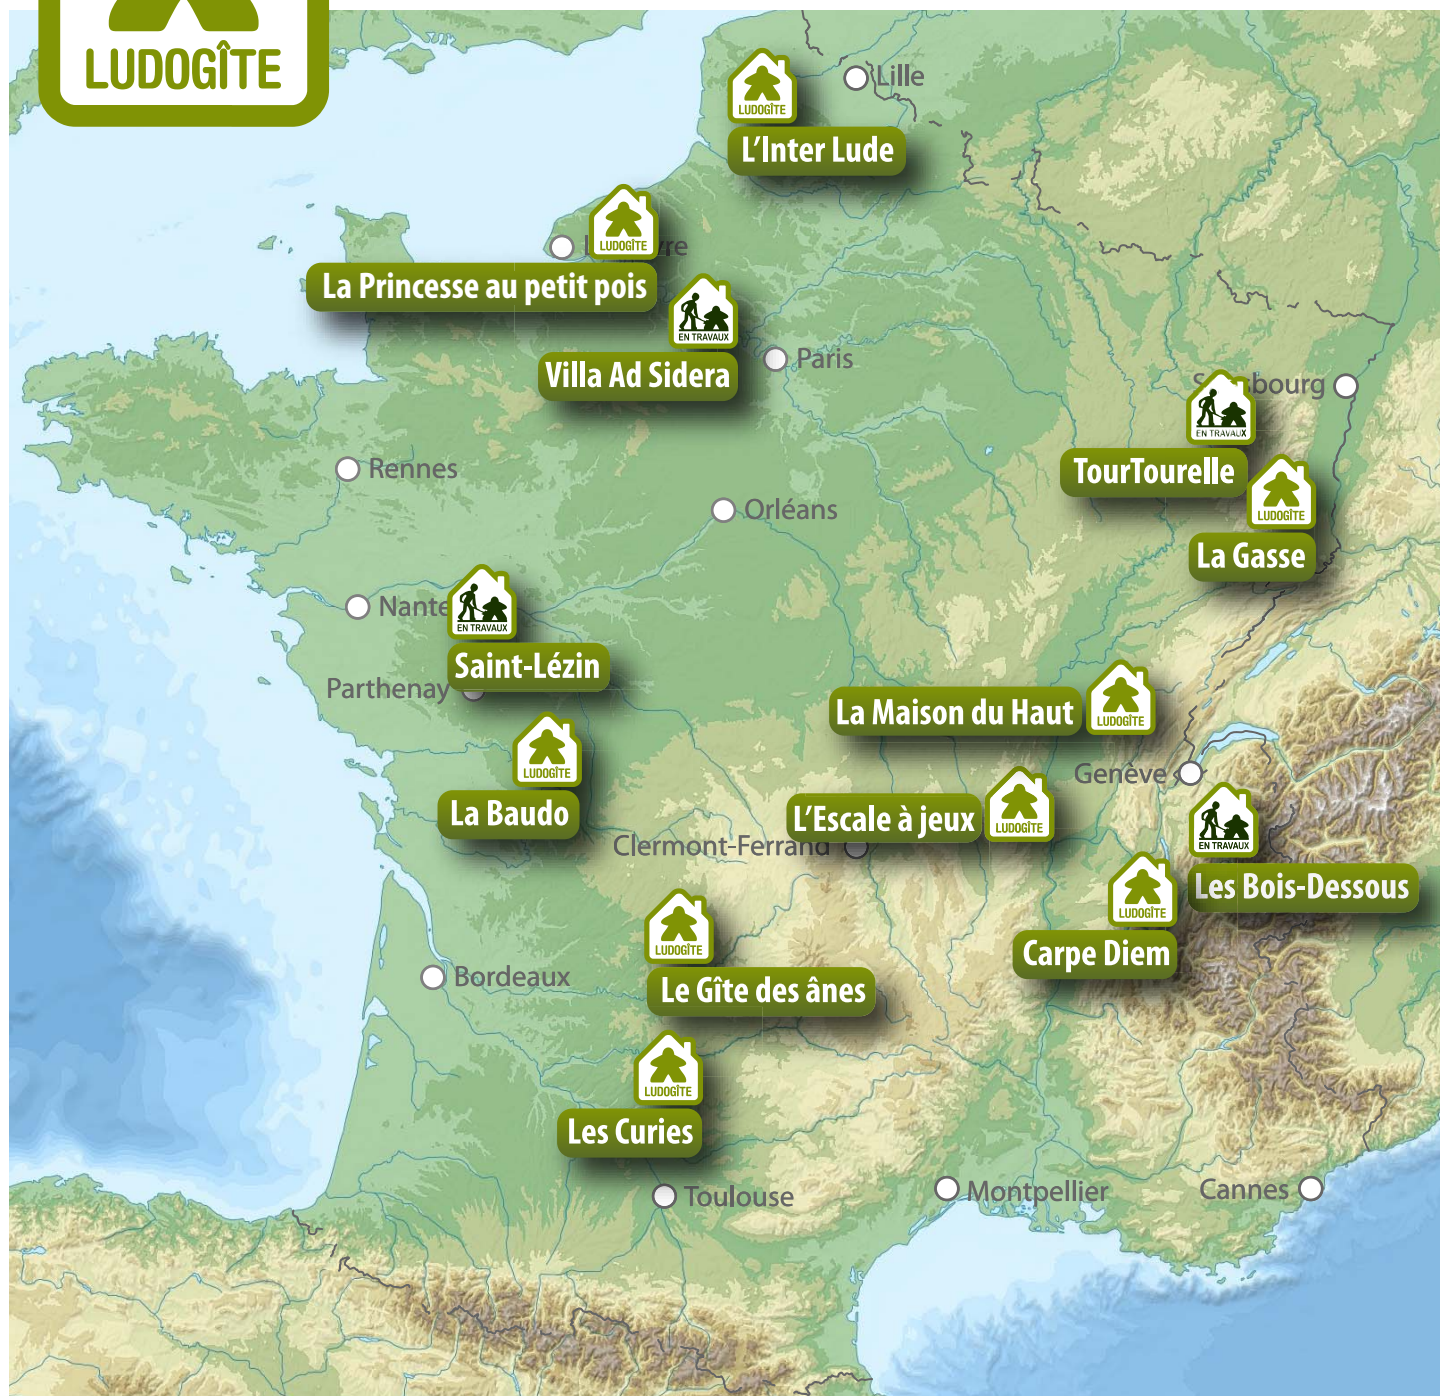 LUDOGÎTE
Lille
LUDOGÎTE
L'Inter Lude
LUDOGÎTE
La Princesse au petit pois
EN TRAVAUX
Villa Ad Sidera
Paris
EN TRAVAUX
TourTourelle
Rennes
LUDOGÎTE
La Gasse
Orléans
EN TRAVAUX
Saint-Lézin
Parthenay
La Maison du Haut
LUDOGÎTE
LUDOGÎTE
La Baudo
Genève
L'Escale à jeux
LUDOGÎTE
Clermont-Ferrand
EN TRAVAUX
Les Bois-Dessous
LUDOGÎTE
Carpe Diem
LUDOGÎTE
Le Gîte des ânes
Bordeaux
LUDOGÎTE
Les Curies
Toulouse
Montpellier
Cannes